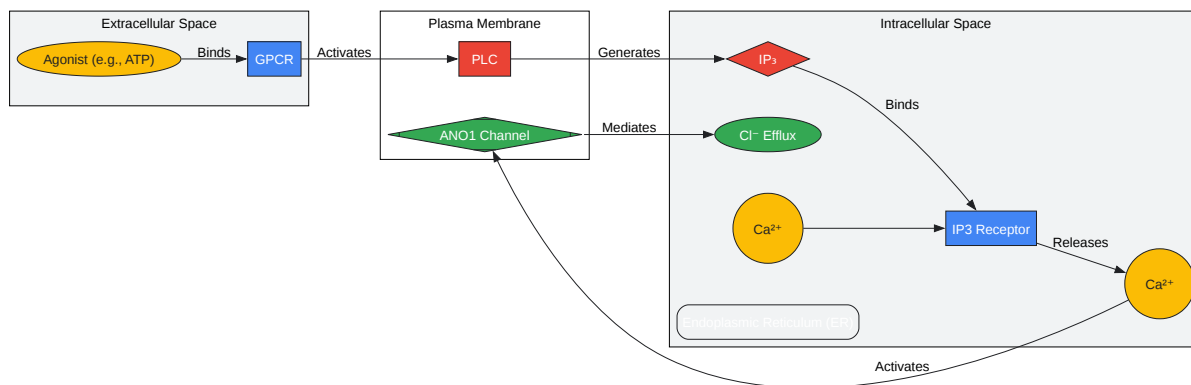 Extracellular Space
Plasma Membrane
Intracellular Space
Agonist (e.g., ATP)
Binds
GPCR
Activates
PLC
Generates
IP₃
Binds
ANO1 Channel
Mediates
Cl⁻ Efflux
Ca²⁺
IP3 Receptor
Releases
Ca²⁺
Endoplasmic Reticulum (ER)
Activates